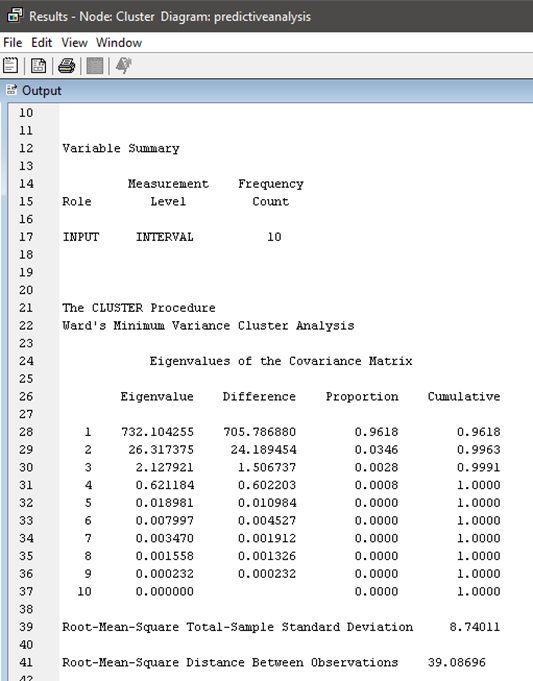 Results - Node: Cluster Diagram: predictiveanalysis
File Edit View Window
Output
10
11
12 Variable Summary
13
14 Measurement Frequency
15 Role Level Count
16
17 INPUT INTERVAL 10
18
19
20
21 The CLUSTER Procedure
22 Ward's Minimum Variance Cluster Analysis
23
24 Eigenvalues of the Covariance Matrix
25
26 Eigenvalue Difference Proportion Cumulative
27
28 1 732.104255 705.786880 0.9618 0.9618
29 2 26.317375 24.189454 0.0346 0.9963
30 3 2.127921 1.506737 0.0028 0.9991
31 4 0.621184 0.602203 0.0008 1.0000
32 5 0.018981 0.010984 0.0000 1.0000
33 6 0.007997 0.004527 0.0000 1.0000
34 7 0.003470 0.001912 0.0000 1.0000
35 8 0.001558 0.001326 0.0000 1.0000
36 9 0.000232 0.000232 0.0000 1.0000
37 10 0.000000 0.0000 1.0000
38
39 Root-Mean-Square Total-Sample Standard Deviation 8.74011
40
41 Root-Mean-Square Distance Between Observations 39.08696
42